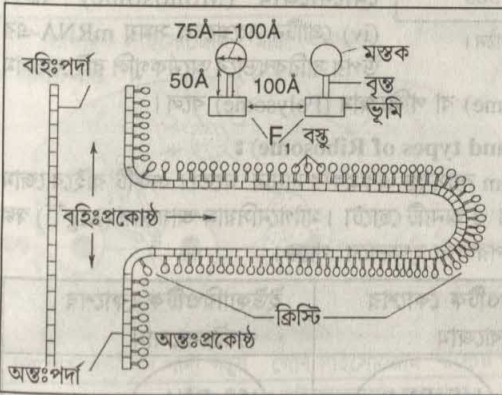 75Å–100Å
বহিঃপর্দা
50Å
100Å
মস্তক
বৃন্ত
ভূমি
F₁ বস্তু
বহিঃপ্রকোষ্ঠ
ক্রিস্টি
অন্তঃপ্রকোষ্ঠ
অন্তঃপর্দা